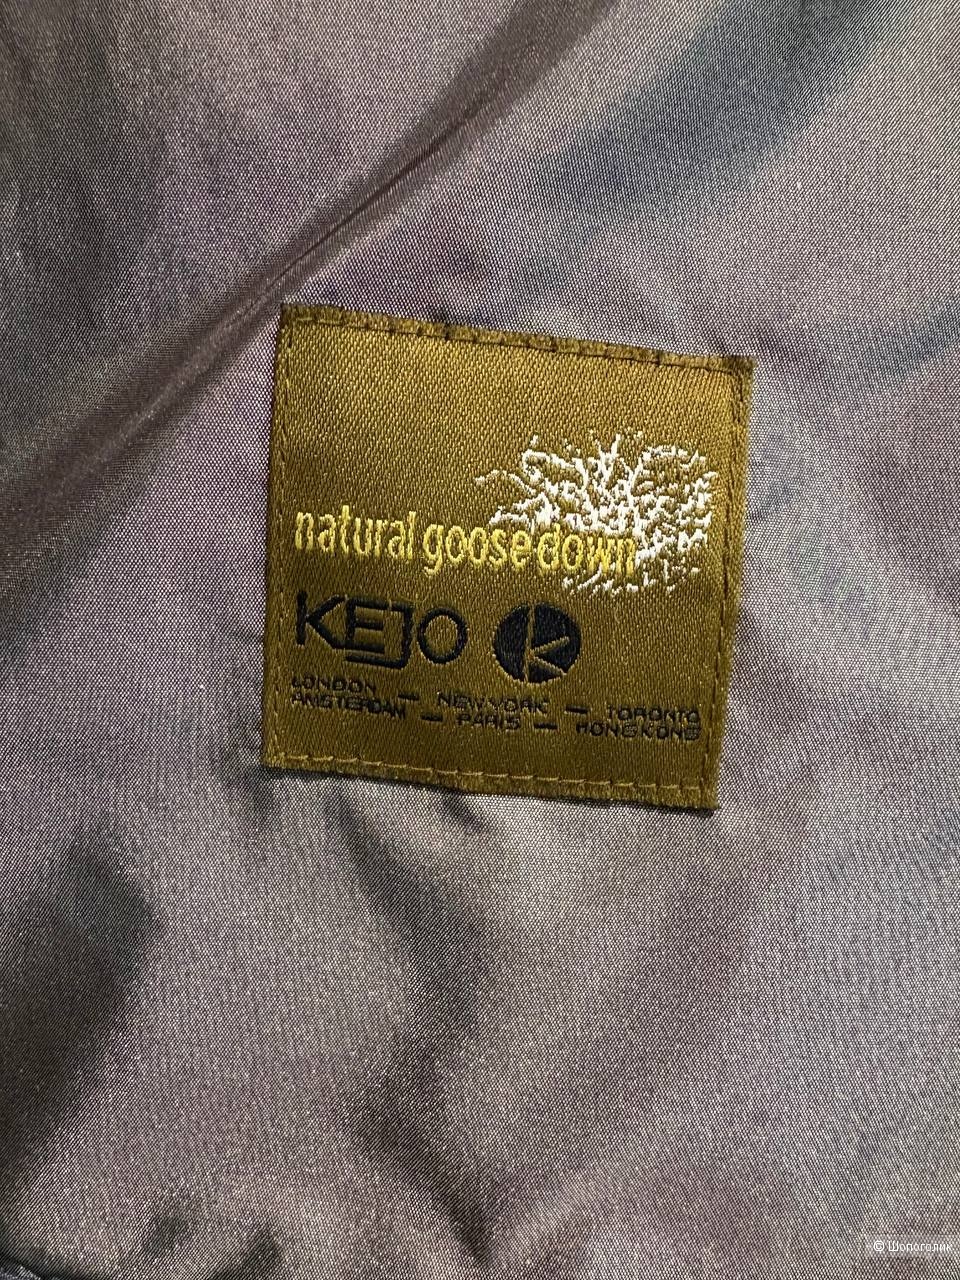 natural goose down
KEJO K
LONDON — NEW YORK — TORONTO
AMSTERDAM — PARIS — HONG KONG
© Шопоголик